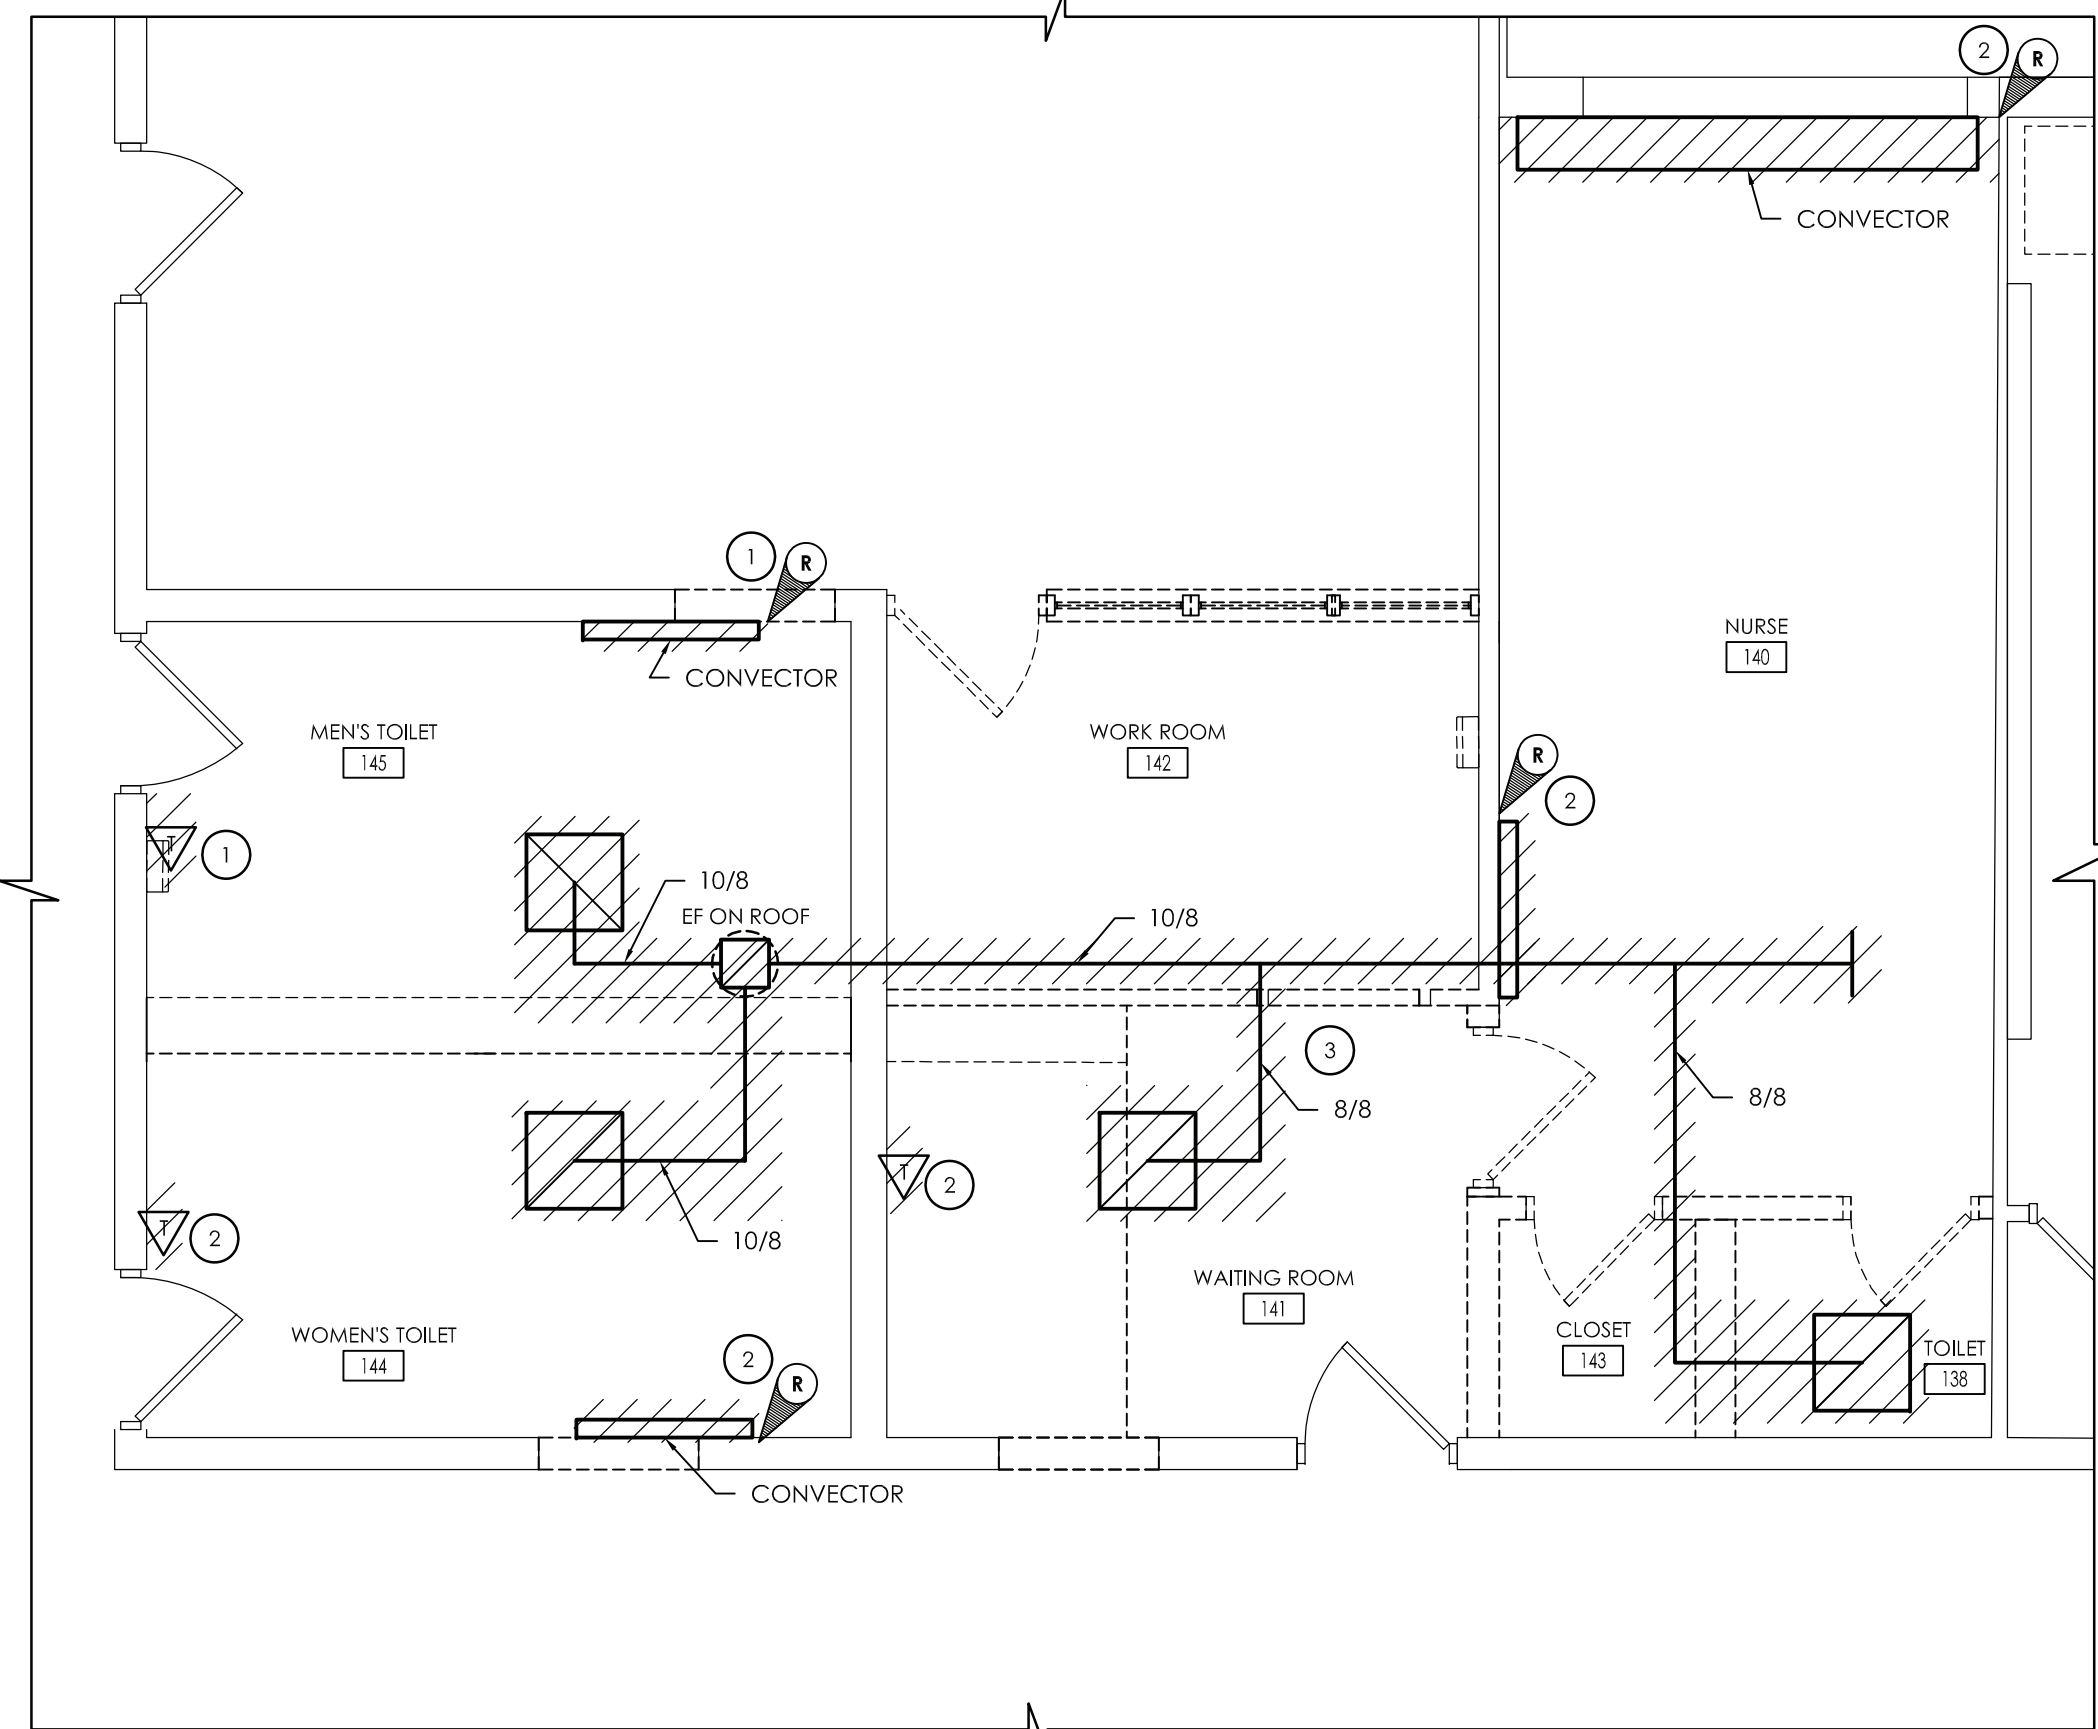 2
R
CONVECTOR
1
R
CONVECTOR
NURSE
140
MEN'S TOILET
145
WORK ROOM
142
R
2
T
1
10/8
EF ON ROOF
10/8
3
8/8
8/8
T
2
T
2
10/8
WAITING ROOM
141
WOMEN'S TOILET
144
CLOSET
143
TOILET
138
2
R
CONVECTOR